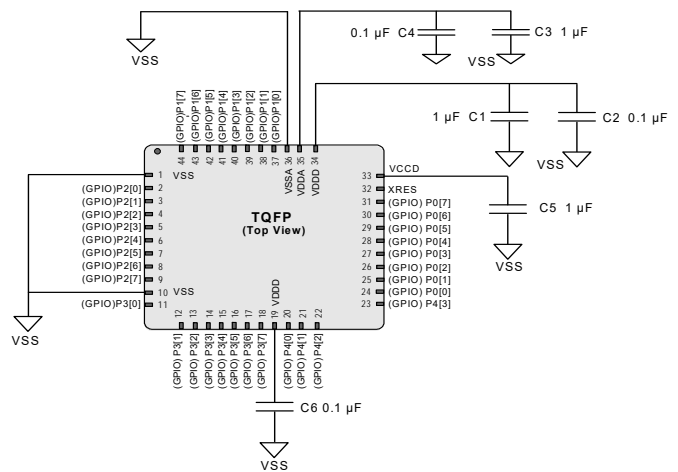 0.1 µF C4
C3 1 µF
VSS
VSS
1 µF C1
C2 0.1 µF
VSS
(GPIO)P1[7]
(GPIO)P1[6]
(GPIO)P1[5]
(GPIO)P1[4]
(GPIO)P1[3]
(GPIO)P1[2]
(GPIO)P1[1]
(GPIO)P1[0]
44
43
42
41
40
39
38
37
36
35
34
VSSA
VDDA
VDDD
1 VSS
(GPIO)P2[0] 2
(GPIO)P2[1] 3
(GPIO)P2[2] 4
(GPIO)P2[3] 5
(GPIO)P2[4] 6
(GPIO)P2[5] 7
(GPIO)P2[6] 8
(GPIO)P2[7] 9
10 VSS
(GPIO)P3[0] 11
VSS
TQFP
(Top View)
33 VCCD
32 XRES
31 (GPIO) P0[7]
30 (GPIO) P0[6]
29 (GPIO) P0[5]
28 (GPIO) P0[4]
27 (GPIO) P0[3]
26 (GPIO) P0[2]
25 (GPIO) P0[1]
24 (GPIO) P0[0]
23 (GPIO) P4[3]
C5 1 µF
VSS
VDDD
12
13
14
15
16
17
18
19
20
21
22
(GPIO) P3[1]
(GPIO) P3[2]
(GPIO) P3[3]
(GPIO) P3[4]
(GPIO) P3[5]
(GPIO) P3[6]
(GPIO) P3[7]
(GPIO) P4[0]
(GPIO) P4[1]
(GPIO) P4[2]
C6 0.1 µF
VSS